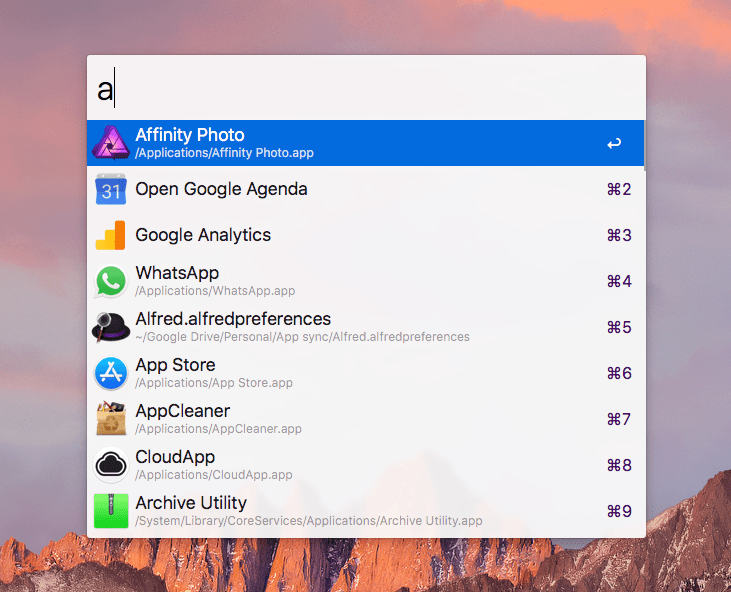 a
Affinity Photo
/Applications/Affinity Photo.app
↩
31
Open Google Agenda
⌘2
Google Analytics
⌘3
WhatsApp
/Applications/WhatsApp.app
⌘4
Alfred.alfredpreferences
~/Google Drive/Personal/App sync/Alfred.alfredpreferences
⌘5
App Store
/Applications/App Store.app
⌘6
AppCleaner
/Applications/AppCleaner.app
⌘7
CloudApp
/Applications/CloudApp.app
⌘8
Archive Utility
/System/Library/CoreServices/Applications/Archive Utility.app
⌘9